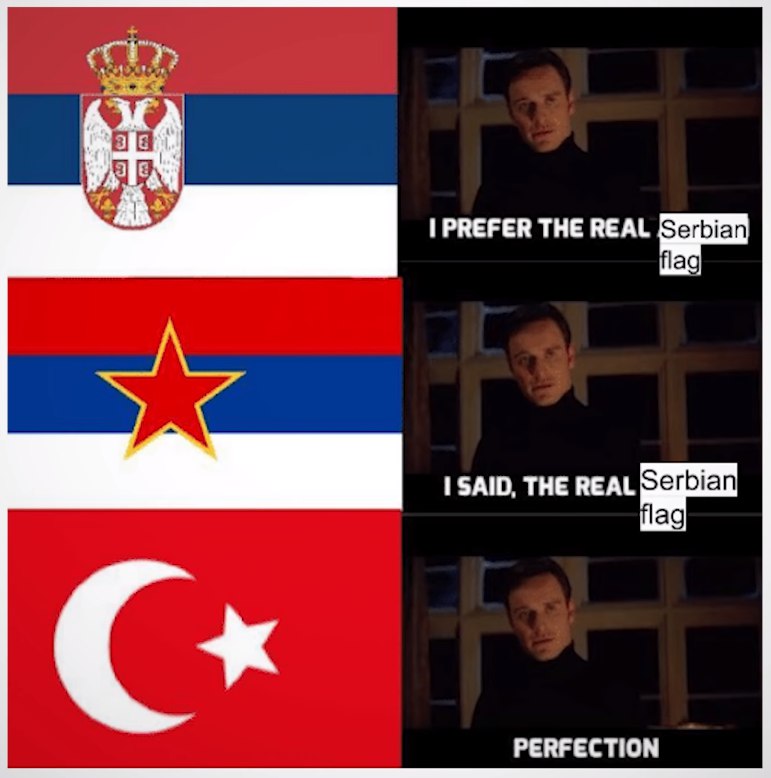 I PREFER THE REAL Serbian
flag
I SAID, THE REAL Serbian
flag
PERFECTION